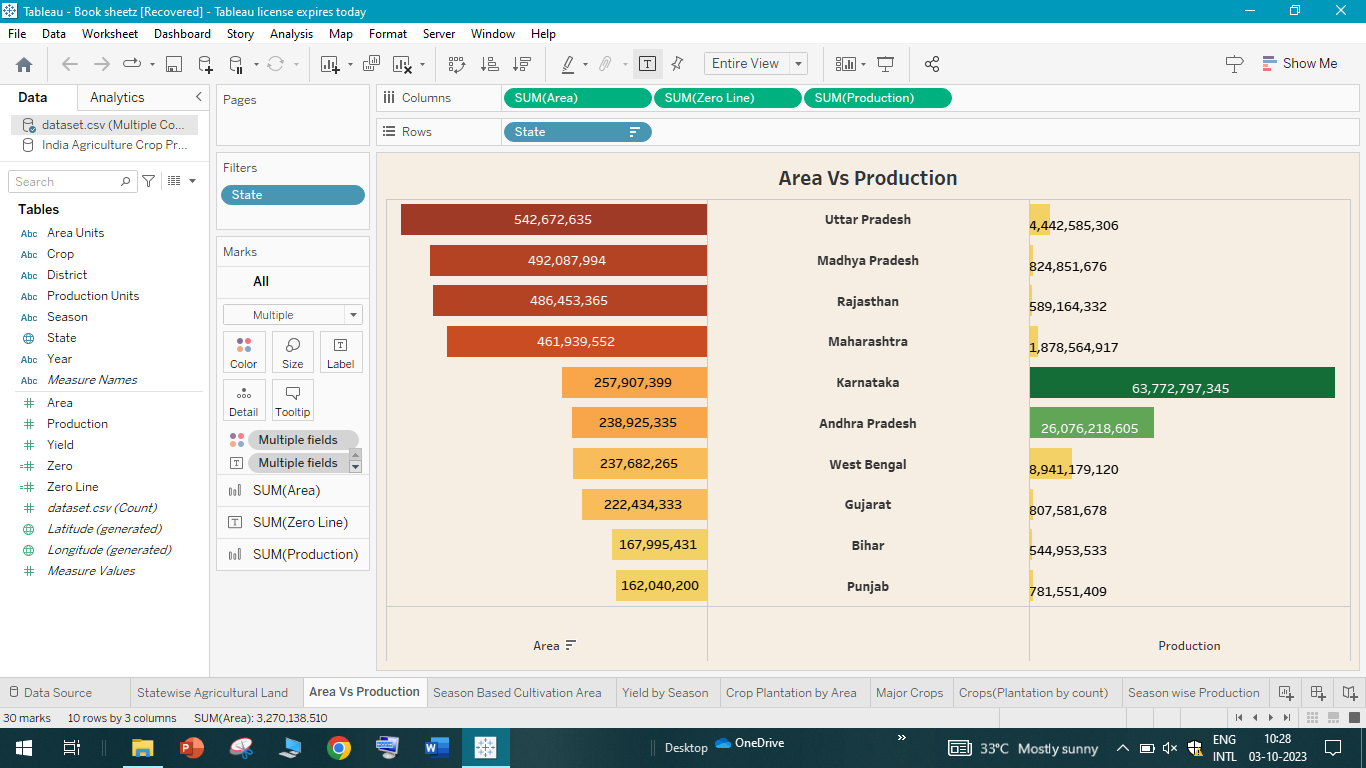 Tableau - Book sheetz [Recovered] - Tableau license expires today
File Data Worksheet Dashboard Story Analysis Map Format Server Window Help
Entire View
Show Me
Data Analytics
dataset.csv (Multiple Co...
India Agriculture Crop Pr...
Search
Tables
Abc Area Units
Abc Crop
Abc District
Abc Production Units
Abc Season
State
Abc Year
Abc Measure Names
# Area
# Production
# Yield
=# Zero
=# Zero Line
# dataset.csv (Count)
Latitude (generated)
Longitude (generated)
# Measure Values
Pages
Filters
State
Marks
All
Multiple
Color Size Label
Detail Tooltip
Multiple fields
Multiple fields
SUM(Area)
SUM(Zero Line)
SUM(Production)
Columns SUM(Area) SUM(Zero Line) SUM(Production)
Rows State
Area Vs Production
542,672,635 Uttar Pradesh 4,442,585,306
492,087,994 Madhya Pradesh 824,851,676
486,453,365 Rajasthan 589,164,332
461,939,552 Maharashtra 1,878,564,917
257,907,399 Karnataka 63,772,797,345
238,925,335 Andhra Pradesh 26,076,218,605
237,682,265 West Bengal 8,941,179,120
222,434,333 Gujarat 807,581,678
167,995,431 Bihar 544,953,533
162,040,200 Punjab 781,551,409
Area Production
Data Source Statewise Agricultural Land Area Vs Production Season Based Cultivation Area Yield by Season Crop Plantation by Area Major Crops Crops(Plantation by count) Season wise Production
30 marks 10 rows by 3 columns SUM(Area): 3,270,138,510
Desktop OneDrive » 33°C Mostly sunny ENG 10:28
INTL 03-10-2023